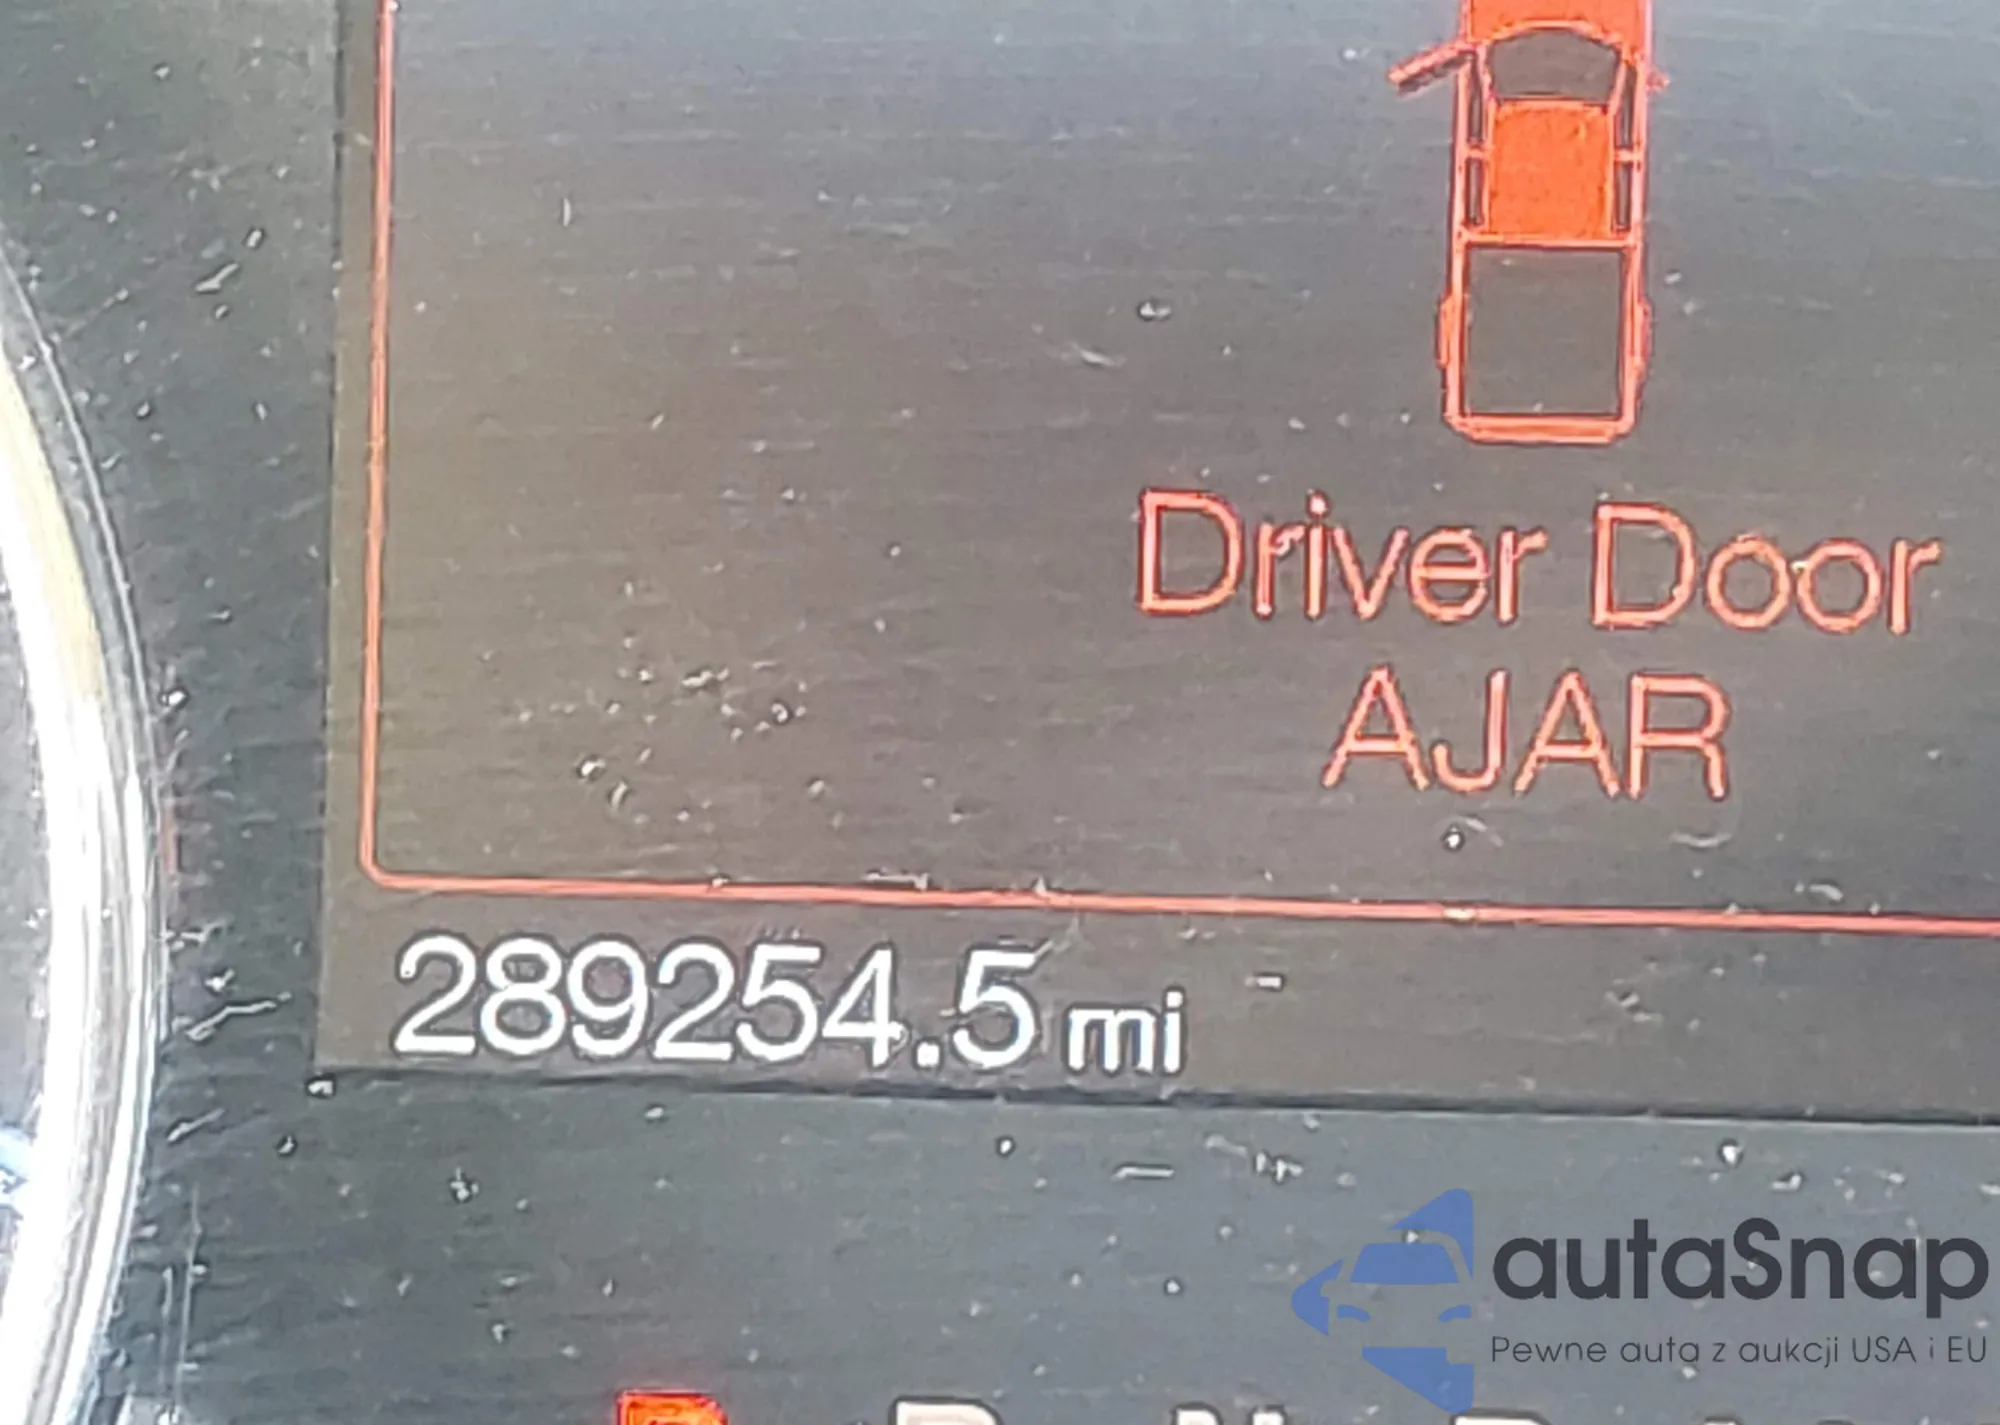 Driver Door
AJAR
289254.5 mi
autaSnap
Pewne auta z aukcji USA i EU